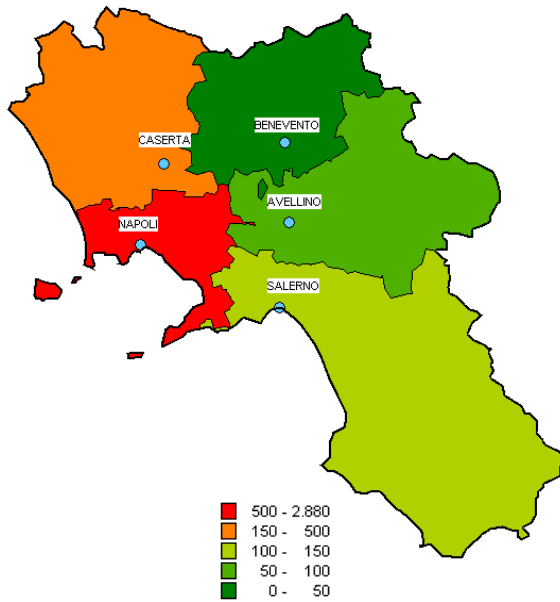 BENEVENTO
CASERTA
AVELLINO
NAPOLI
SALERNO
500 - 2.880
150 - 500
100 - 150
50 - 100
0 - 50